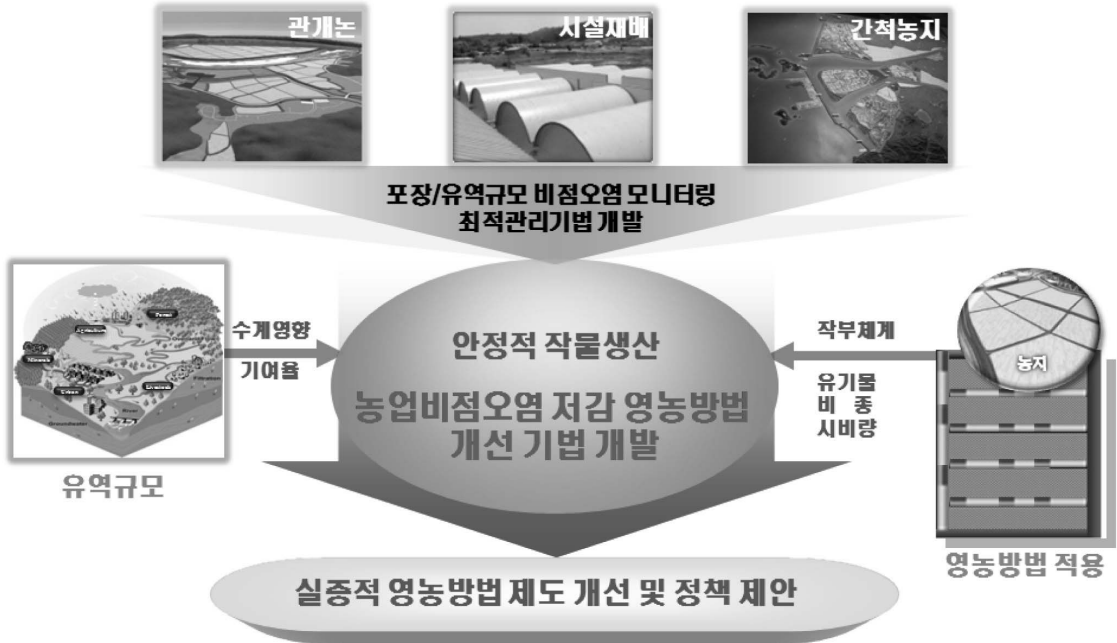 관개논
시설재배
간척농지
포장/유역규모 비점오염 모니터링
최적관리기법 개발
수계영향
기여율
안정적 작물생산
농업비점오염 저감 영농방법
개선 기법 개발
작부체계
유기물
비 종
시비량
농지
River
Groundwater
유역규모
영농방법 적용
실증적 영농방법 제도 개선 및 정책 제안